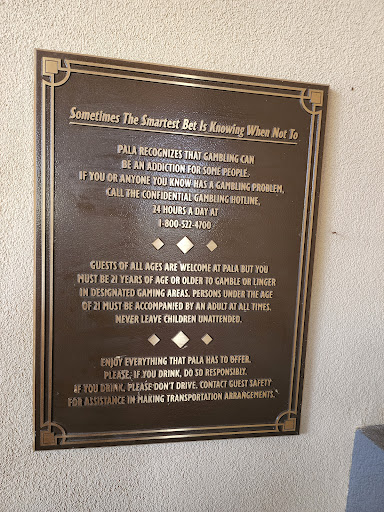 Sometimes The Smartest Bet Is Knowing When Not To
PALA RECOGNIZES THAT GAMBLING CAN
BE AN ADDICTION FOR SOME PEOPLE.
IF YOU OR ANYONE YOU KNOW HAS A GAMBLING PROBLEM,
CALL THE CONFIDENTIAL GAMBLING HOTLINE,
24 HOURS A DAY AT
1-800-522-4700
GUESTS OF ALL AGES ARE WELCOME AT PALA BUT YOU
MUST BE 21 YEARS OF AGE OR OLDER TO GAMBLE OR LINGER
IN DESIGNATED GAMING AREAS. PERSONS UNDER THE AGE
OF 21 MUST BE ACCOMPANIED BY AN ADULT AT ALL TIMES.
NEVER LEAVE CHILDREN UNATTENDED.
ENJOY EVERYTHING THAT PALA HAS TO OFFER.
PLEASE, IF YOU DRINK, DO SO RESPONSIBLY.
IF YOU DRINK, PLEASE DON'T DRIVE. CONTACT GUEST SAFETY
FOR ASSISTANCE IN MAKING TRANSPORTATION ARRANGEMENTS.